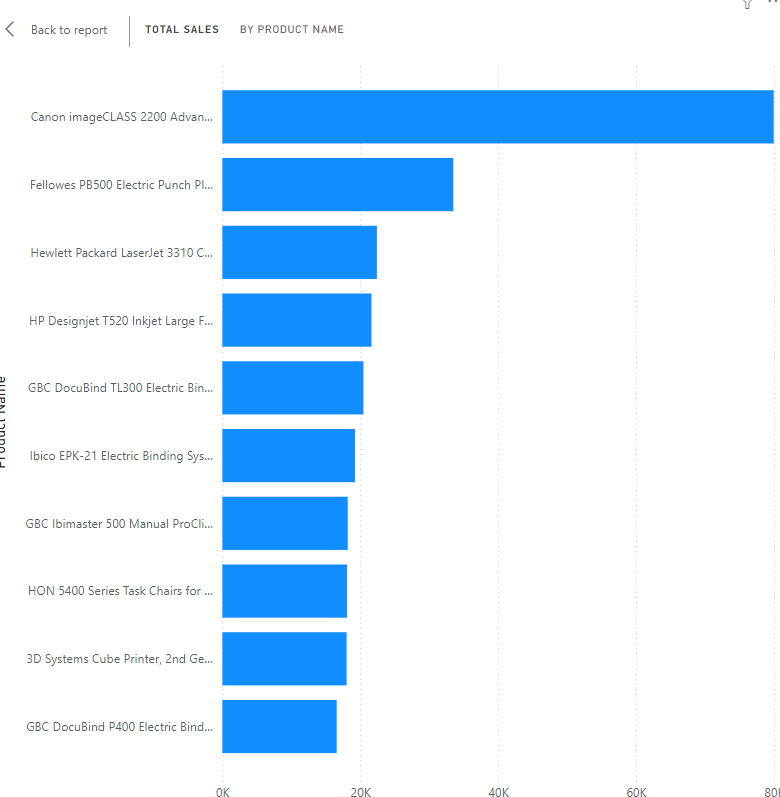 Back to report
TOTAL SALES
BY PRODUCT NAME
Canon imageCLASS 2200 Advan...
Fellowes PB500 Electric Punch Pl...
Hewlett Packard LaserJet 3310 C...
HP Designjet T520 Inkjet Large F...
GBC DocuBind TL300 Electric Bin...
Ibico EPK-21 Electric Binding Sys...
GBC Ibimaster 500 Manual ProCli...
HON 5400 Series Task Chairs for ...
3D Systems Cube Printer, 2nd Ge...
GBC DocuBind P400 Electric Bind...
Product Name
0K 20K 40K 60K 80